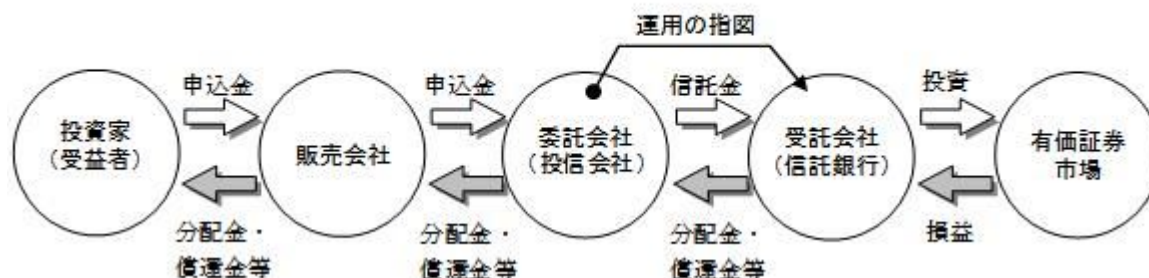 運用の指図
申込金
申込金
信託金
投資
投資家
(受益者)
販売会社
委託会社
(投信会社)
受託会社
(信託銀行)
有価証券
市場
分配金・
償還金等
分配金・
償還金等
分配金・
償還金等
損益